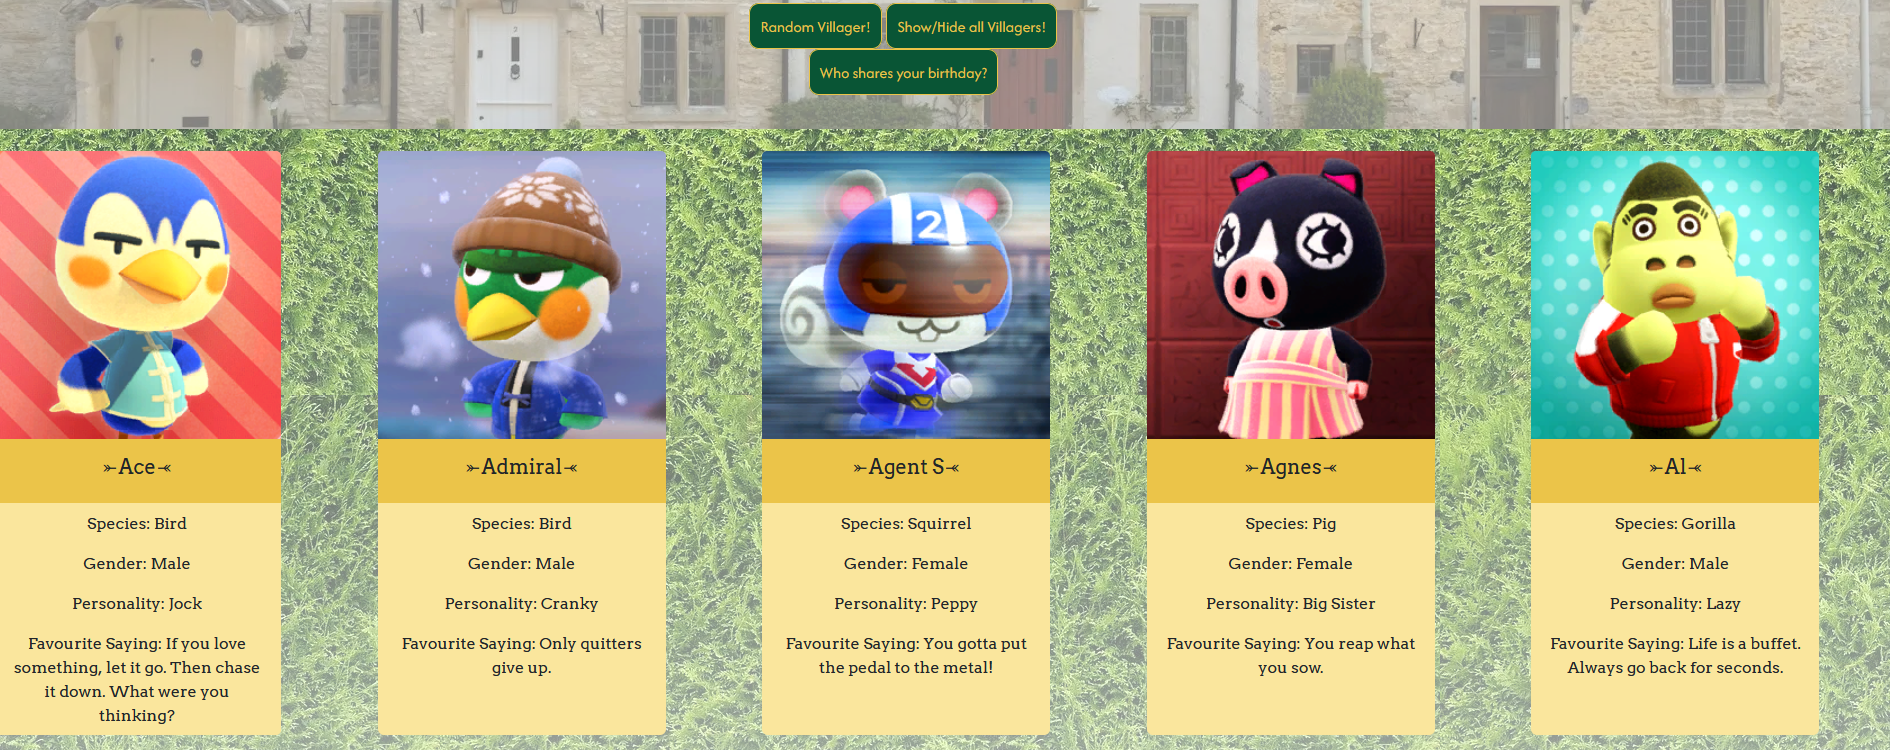 Random Villager!
Show/Hide all Villagers!
Who shares your birthday?
2
➳Ace➳
Species: Bird
Gender: Male
Personality: Jock
Favourite Saying: If you love
something, let it go. Then chase
it down. What were you
thinking?
➳Admiral➳
Species: Bird
Gender: Male
Personality: Cranky
Favourite Saying: Only quitters
give up.
➳Agent S➳
Species: Squirrel
Gender: Female
Personality: Peppy
Favourite Saying: You gotta put
the pedal to the metal!
➳Agnes➳
Species: Pig
Gender: Female
Personality: Big Sister
Favourite Saying: You reap what
you sow.
➳Al➳
Species: Gorilla
Gender: Male
Personality: Lazy
Favourite Saying: Life is a buffet.
Always go back for seconds.